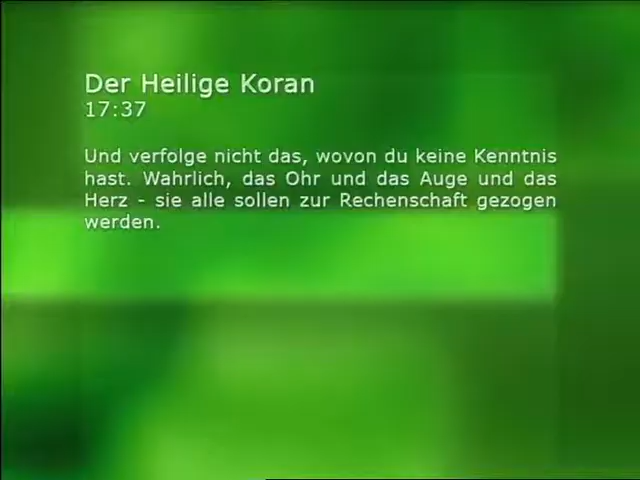 Der Heilige Koran
17:37
Und verfolge nicht das, wovon du keine Kenntnis
hast. Wahrlich, das Ohr und das Auge und das
Herz - sie alle sollen zur Rechenschaft gezogen
werden.